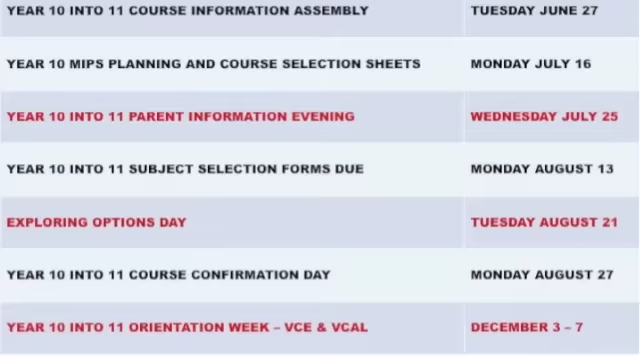 YEAR 10 INTO 11 COURSE INFORMATION ASSEMBLY TUESDAY JUNE 27
YEAR 10 MIPS PLANNING AND COURSE SELECTION SHEETS MONDAY JULY 16
YEAR 10 INTO 11 PARENT INFORMATION EVENING WEDNESDAY JULY 25
YEAR 10 INTO 11 SUBJECT SELECTION FORMS DUE MONDAY AUGUST 13
EXPLORING OPTIONS DAY TUESDAY AUGUST 21
YEAR 10 INTO 11 COURSE CONFIRMATION DAY MONDAY AUGUST 27
YEAR 10 INTO 11 ORIENTATION WEEK – VCE & VCAL DECEMBER 3 – 7